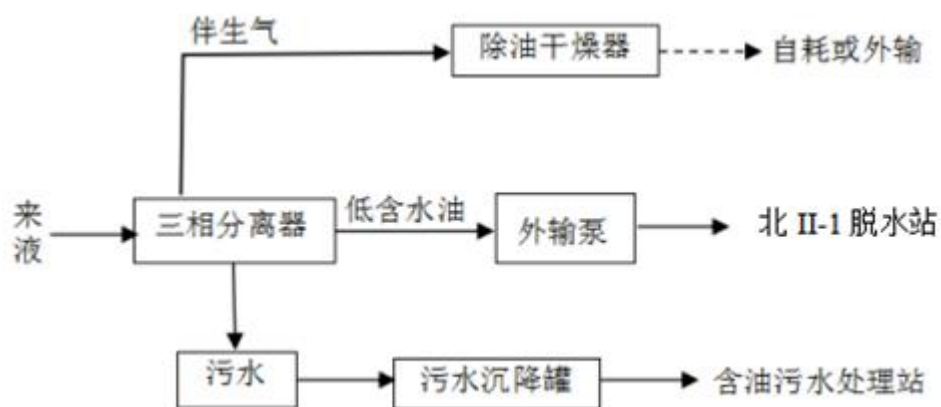 伴生气
除油干燥器
自耗或外输
来液
三相分离器
低含水油
外输泵
北 II-1 脱水站
污水
污水沉降罐
含油污水处理站